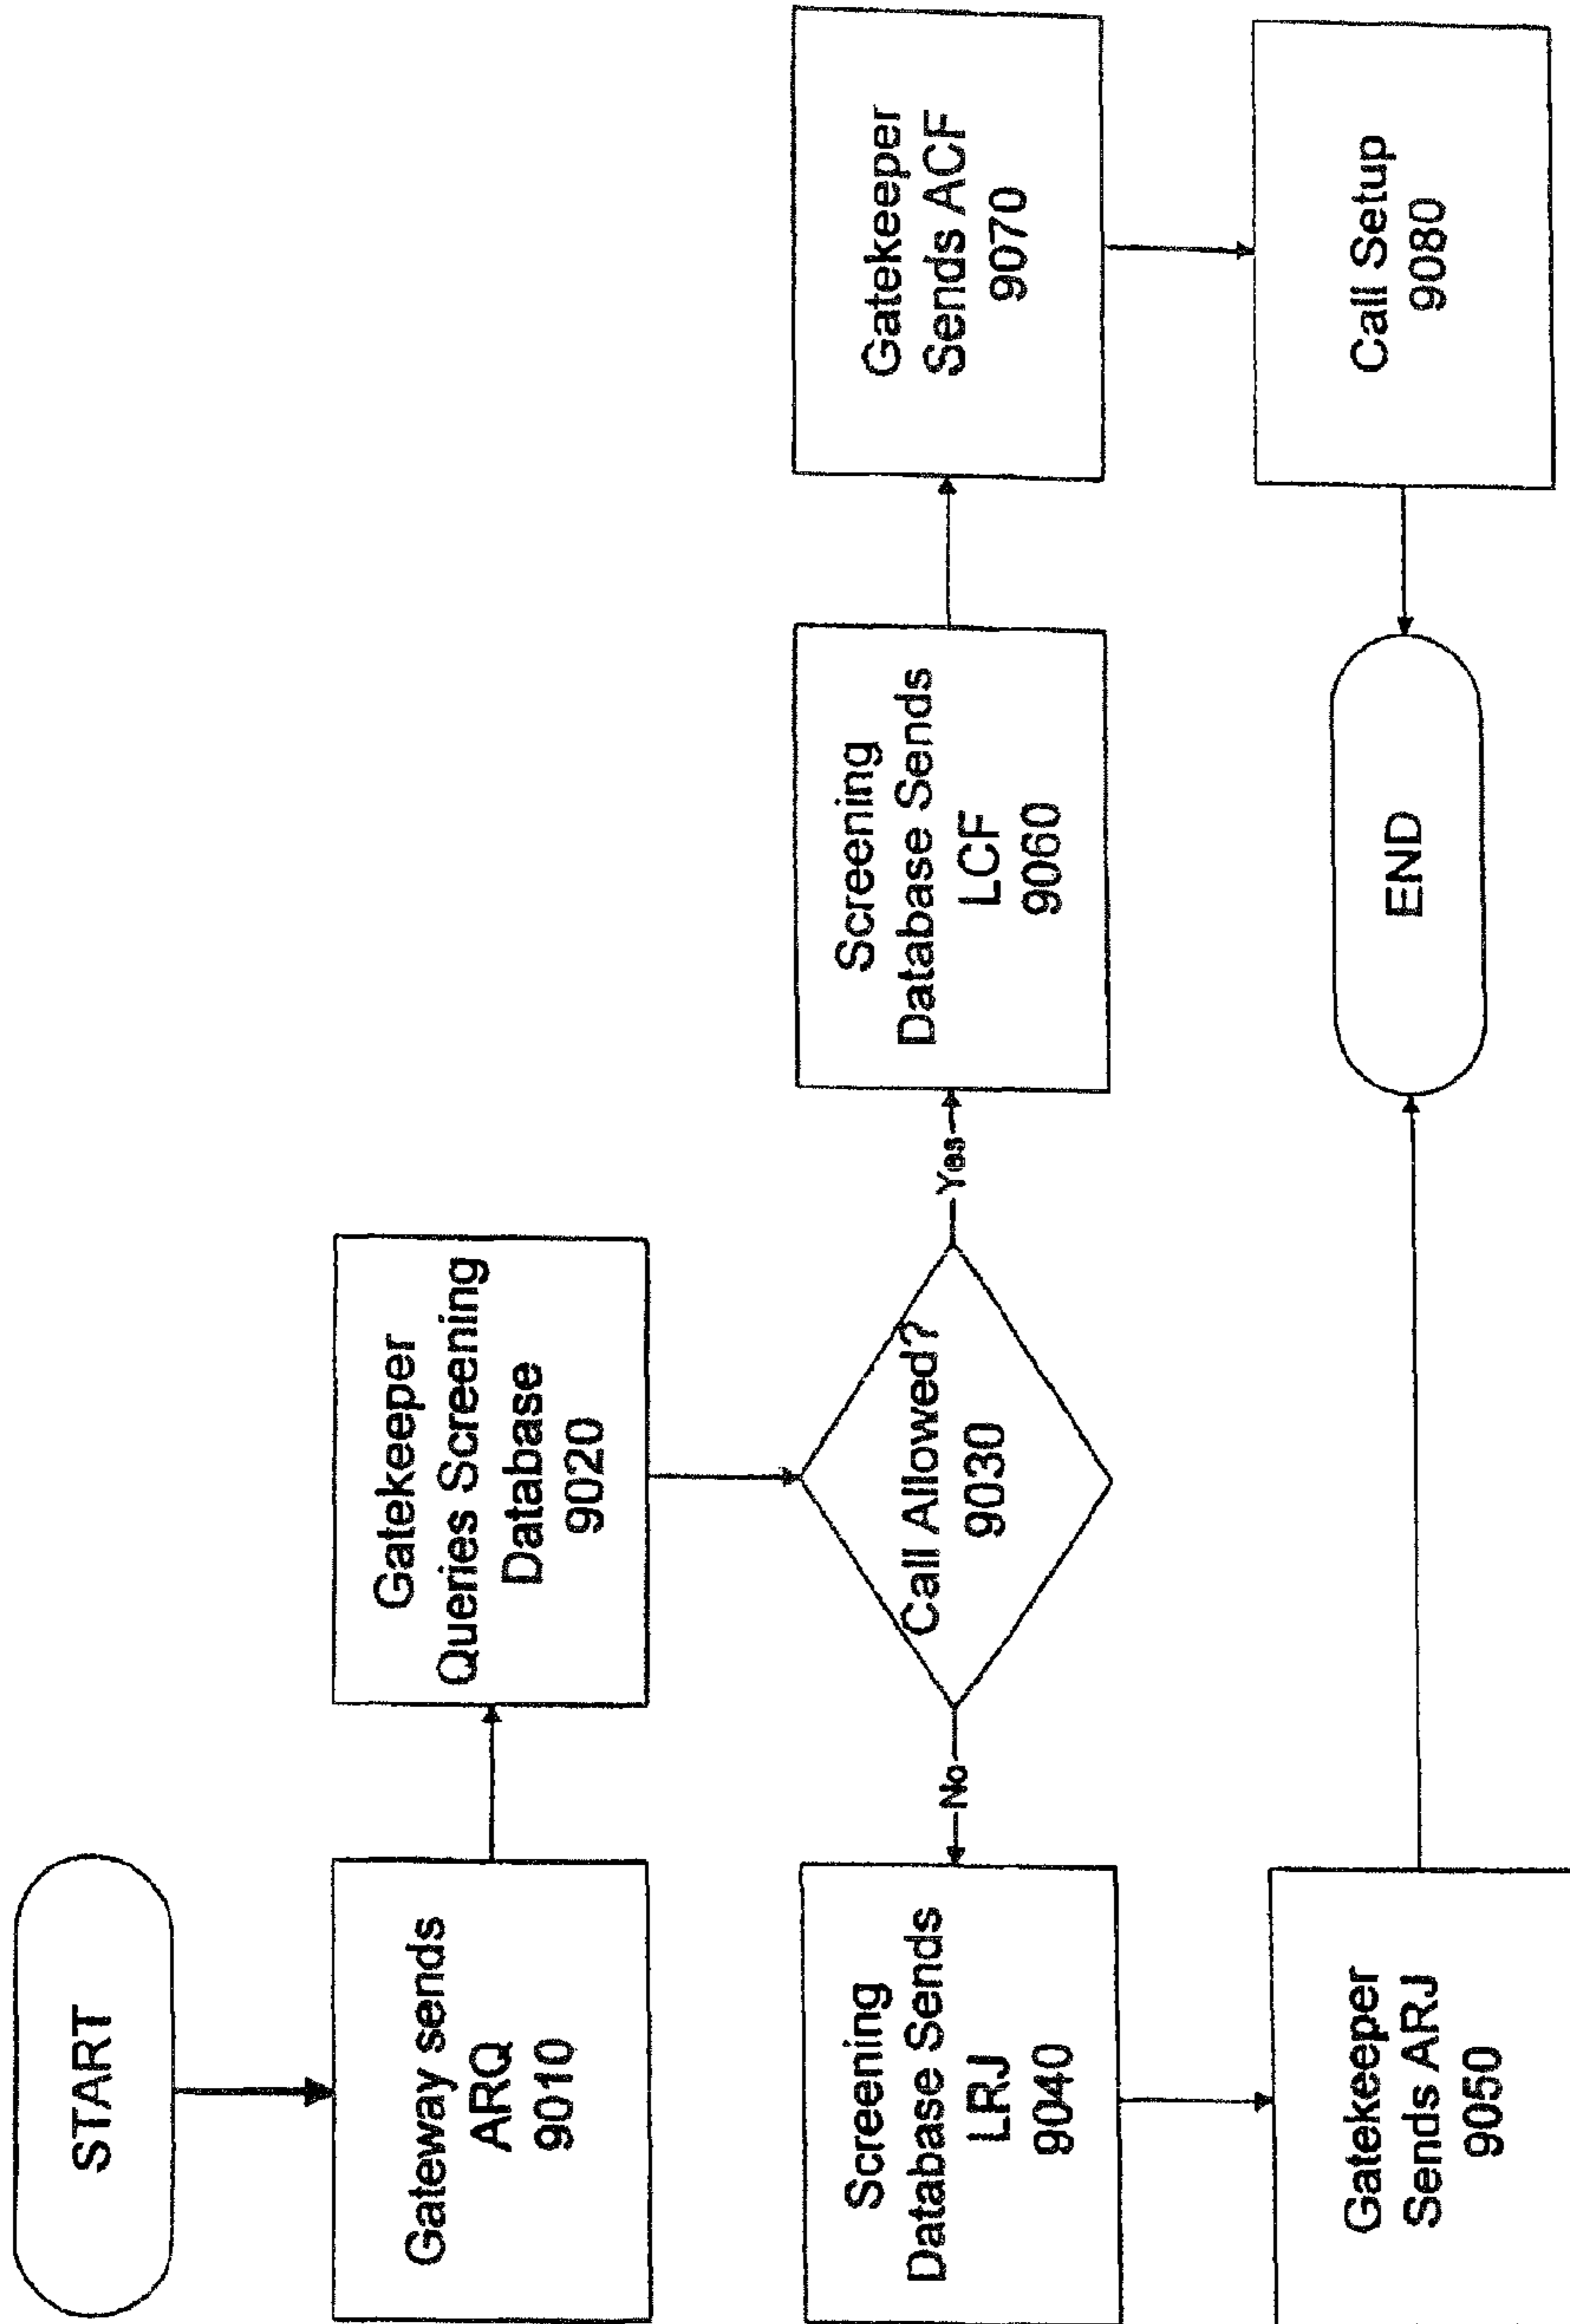 START
Gateway sends
ARQ
9010
Gatekeeper
Queries Screening
Database
9020
Call Allowed?
9030
No
Yes
Screening
Database Sends
LRJ
9040
Gatekeeper
Sends ARJ
9050
Screening
Database Sends
LCF
9060
Gatekeeper
Sends ACF
9070
Call Setup
9080
END